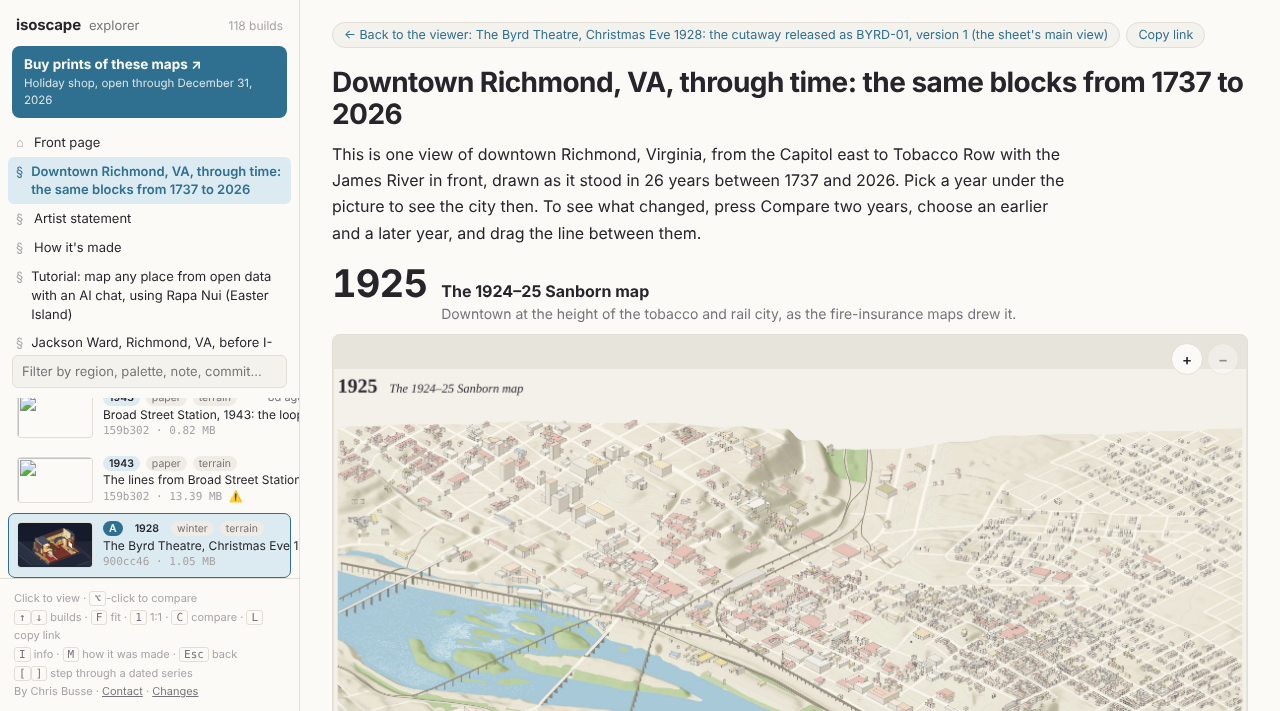 isoscape explorer 118 builds
Buy prints of these maps ↗
Holiday shop, open through December 31,
2026
⌂ Front page
§ Downtown Richmond, VA, through time:
the same blocks from 1737 to 2026
§ Artist statement
§ How it's made
§ Tutorial: map any place from open data
with an AI chat, using Rapa Nui (Easter
Island)
§ Jackson Ward, Richmond, VA, before I-
Filter by region, palette, note, commit...
1943 paper terrain 8d ago
Broad Street Station, 1943: the loop
159b302 · 0.82 MB
1943 paper terrain
The lines from Broad Street Station
159b302 · 13.39 MB ⚠️
A 1928 winter terrain
The Byrd Theatre, Christmas Eve 1
900cc46 · 1.05 MB
Click to view · ⌥-click to compare
↑ ↓ builds · F fit · 1 1:1 · C compare · L
copy link
I info · M how it was made · Esc back
[ ] step through a dated series
By Chris Busse · Contact · Changes
← Back to the viewer: The Byrd Theatre, Christmas Eve 1928: the cutaway released as BYRD-01, version 1 (the sheet's main view) Copy link
Downtown Richmond, VA, through time: the same blocks from 1737 to
2026
This is one view of downtown Richmond, Virginia, from the Capitol east to Tobacco Row with the
James River in front, drawn as it stood in 26 years between 1737 and 2026. Pick a year under the
picture to see the city then. To see what changed, press Compare two years, choose an earlier
and a later year, and drag the line between them.
1925 The 1924–25 Sanborn map
Downtown at the height of the tobacco and rail city, as the fire-insurance maps drew it.
+ −
1925 The 1924–25 Sanborn map